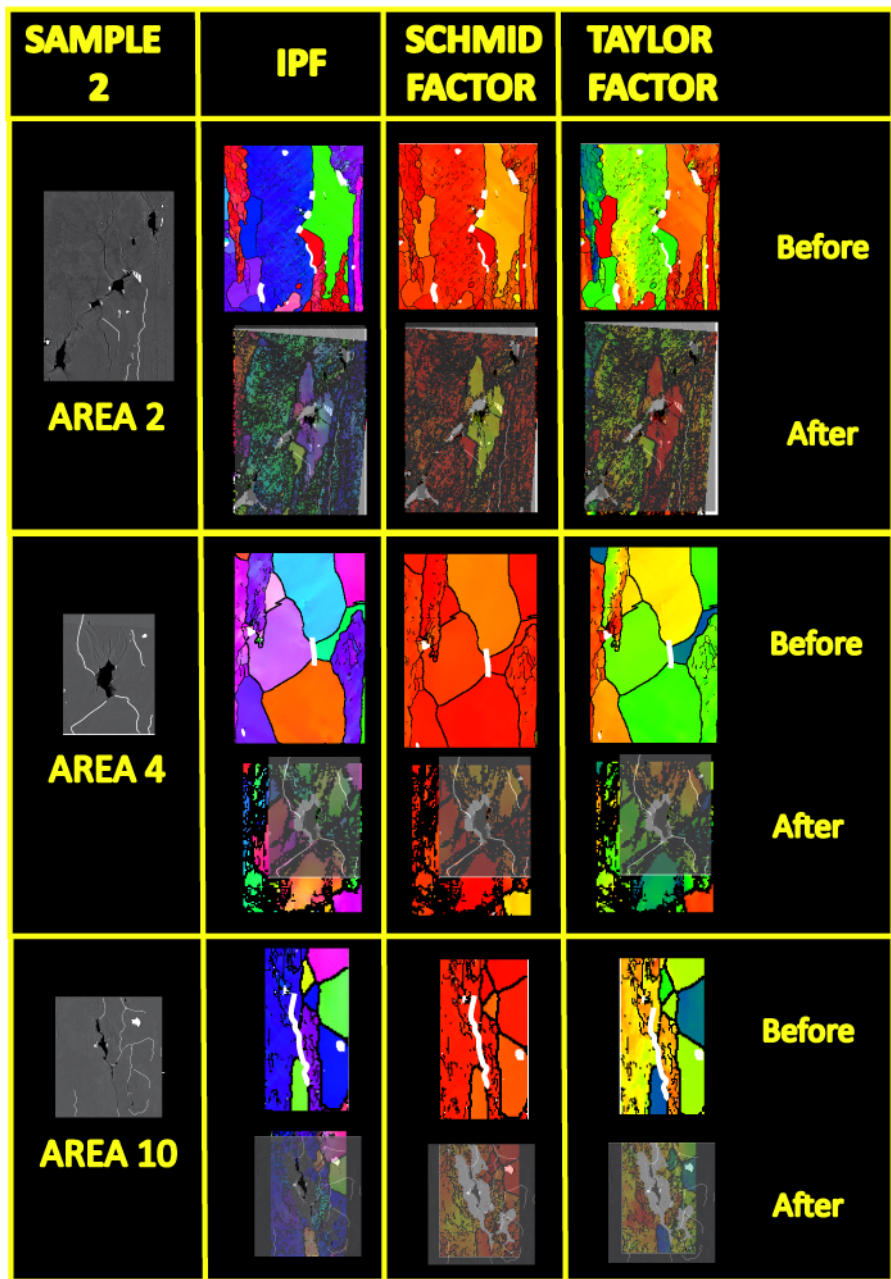 SAMPLE
2
IPF
SCHMID
FACTOR
TAYLOR
FACTOR
AREA 2
Before
After
AREA 4
Before
After
AREA 10
Before
After